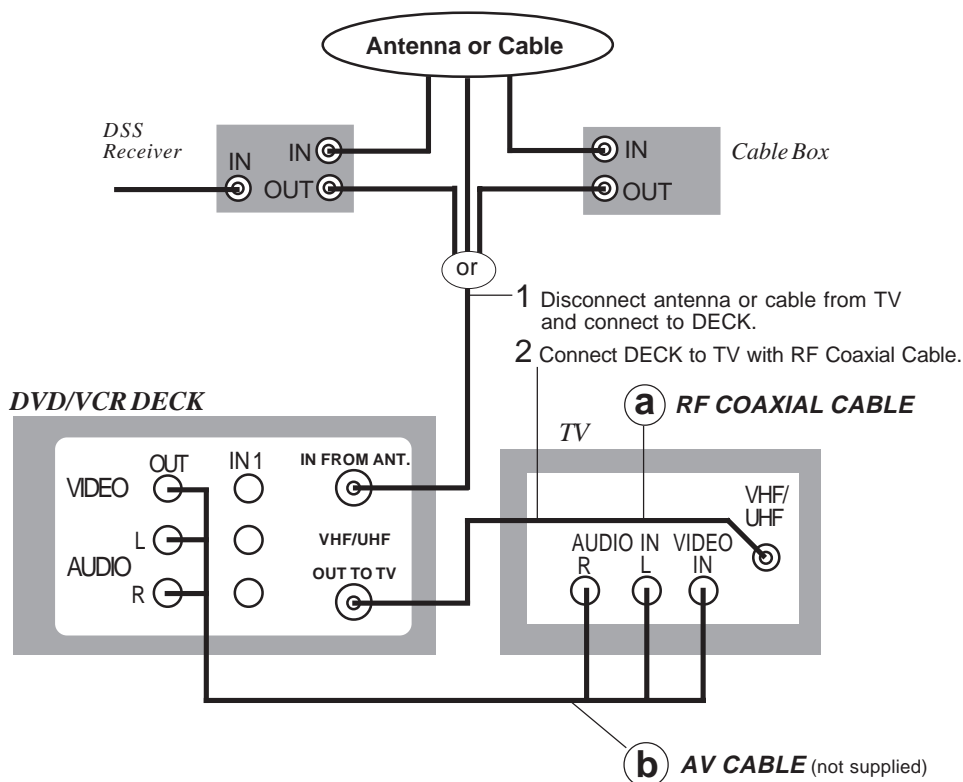 Antenna or Cable
DSS
Receiver
IN
IN
OUT
IN
OUT
Cable Box
or
1 Disconnect antenna or cable from TV
and connect to DECK.
2 Connect DECK to TV with RF Coaxial Cable.
DVD/VCR DECK
a RF COAXIAL CABLE
TV
OUT
IN 1
IN FROM ANT.
VIDEO
L
VHF/UHF
AUDIO
R
OUT TO TV
VHF/
UHF
AUDIO IN
R
L
VIDEO
IN
b AV CABLE (not supplied)